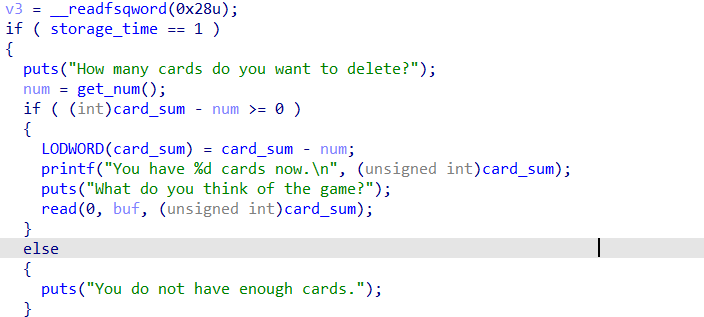 v3 = __readfsqword(0x28u);
if ( storage_time == 1 )
{
puts("How many cards do you want to delete?");
num = get_num();
if ( (int)card_sum - num >= 0 )
{
LODWORD(card_sum) = card_sum - num;
printf("You have %d cards now.\n", (unsigned int)card_sum);
puts("What do you think of the game?");
read(0, buf, (unsigned int)card_sum);
}
else
{
puts("You do not have enough cards.");
}